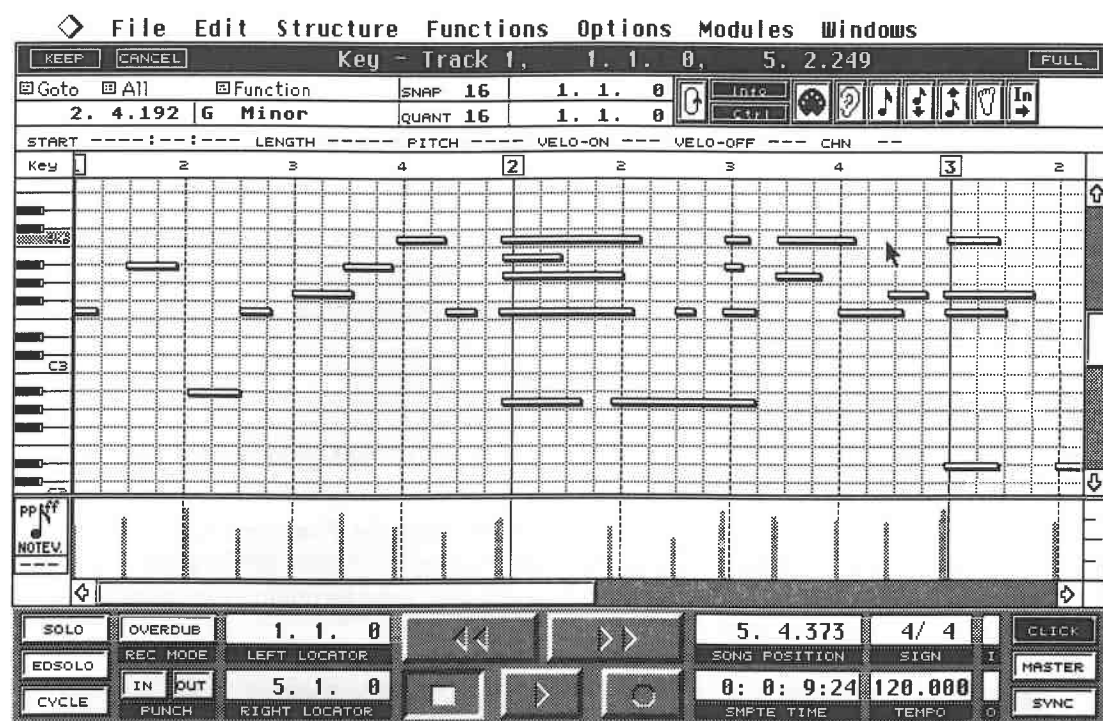 File Edit Structure Functions Options Modules Windows
KEEP CANCEL Key - Track 1, 1. 1. 0, 5. 2.249 FULL
Goto All Function SNAP 16 1. 1. 0 Info In
2. 4.192 G Minor QUANT 16 1. 1. 0 Ctrl
START ----:--:---- LENGTH ----- PITCH ---- VELO-ON --- VELO-OFF --- CHN --
Key 2 3 4 2 2 3 4 3 2
C3
PP ff
NOTEV.
---
SOLO OVERDUB 1. 1. 0 5. 4.373 4/ 4 CLICK
REC MODE LEFT LOCATOR SONG POSITION SIGN I
EDSOLO MASTER
IN OUT 5. 1. 0 0: 0: 9:24 120.000
CYCLE PUNCH RIGHT LOCATOR SMPTE TIME TEMPO O SYNC